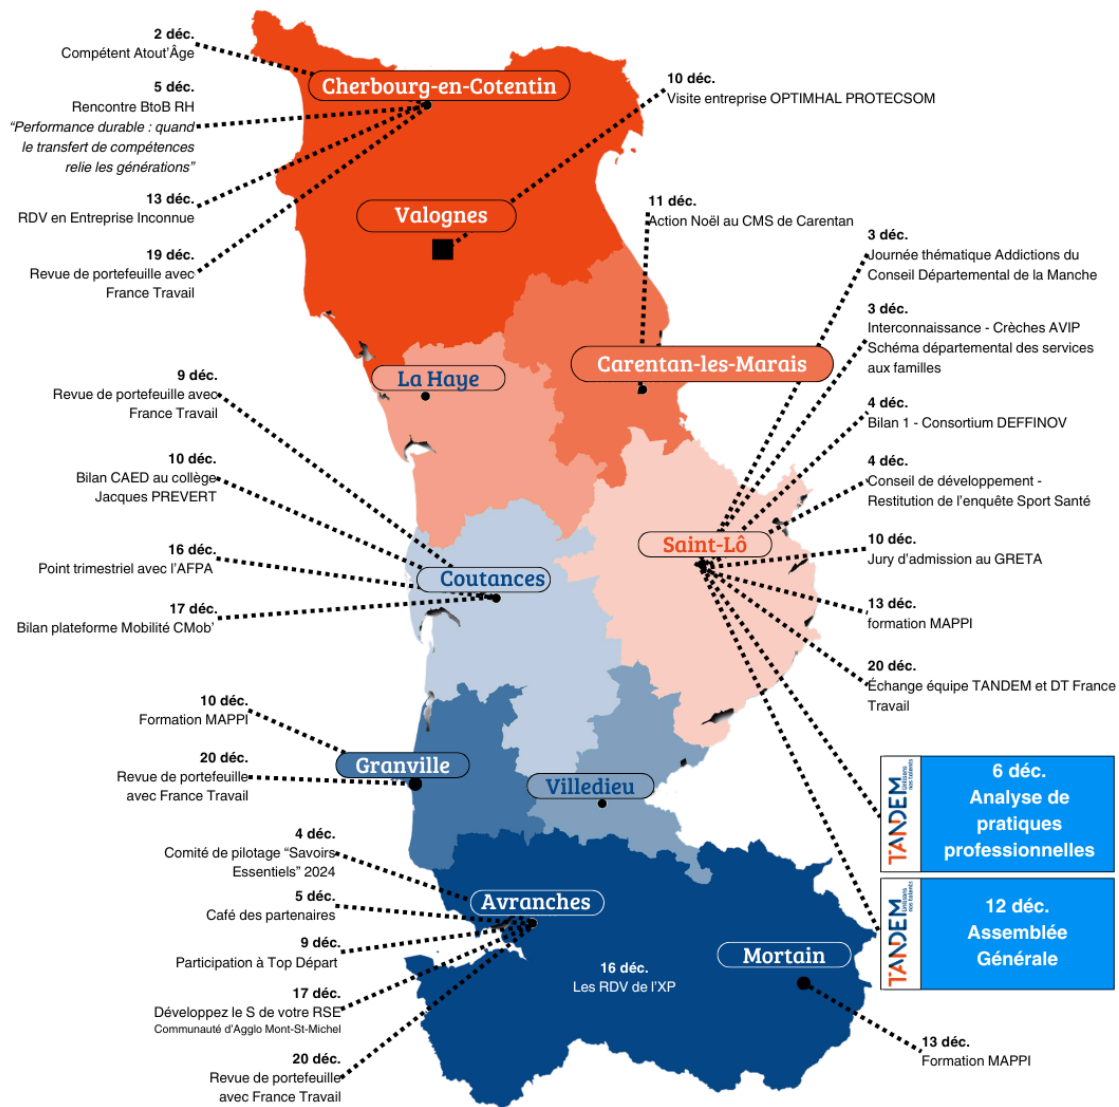 2 déc.
Compétent Atout’Âge
5 déc.
Rencontre BtoB RH
“Performance durable : quand
le transfert de compétences
relie les générations”
13 déc.
RDV en Entreprise Inconnue
19 déc.
Revue de portefeuille avec
France Travail
Cherbourg-en-Cotentin
10 déc.
Visite entreprise OPTIMHAL PROTECSOM
Valognes
11 déc.
Action Noël au CMS de Carentan
Carentan-les-Marais
La Haye
3 déc.
Journée thématique Addictions du
Conseil Départemental de la Manche
3 déc.
Interconnaissance - Crèches AVIP
Schéma départemental des services
aux familles
4 déc.
Bilan 1 - Consortium DEFFINOV
4 déc.
Conseil de développement -
Restitution de l’enquête Sport Santé
10 déc.
Jury d’admission au GRETA
13 déc.
formation MAPPI
20 déc.
Échange équipe TANDEM et DT France
Travail
Saint-Lô
9 déc.
Revue de portefeuille avec
France Travail
10 déc.
Bilan CAED au collège
Jacques PREVERT
16 déc.
Point trimestriel avec l’AFPA
17 déc.
Bilan plateforme Mobilité CMob’
Coutances
10 déc.
Formation MAPPI
20 déc.
Revue de portefeuille
avec France Travail
Granville
Villedieu
TANDEM
Unissons
nos talents
6 déc.
Analyse de
pratiques
professionnelles
TANDEM
Unissons
nos talents
12 déc.
Assemblée
Générale
4 déc.
Comité de pilotage “Savoirs
Essentiels” 2024
5 déc.
Café des partenaires
9 déc.
Participation à Top Départ
17 déc.
Développez le S de votre RSE
Communauté d’Agglo Mont-St-Michel
20 déc.
Revue de portefeuille
avec France Travail
Avranches
16 déc.
Les RDV de l’XP
Mortain
13 déc.
Formation MAPPI